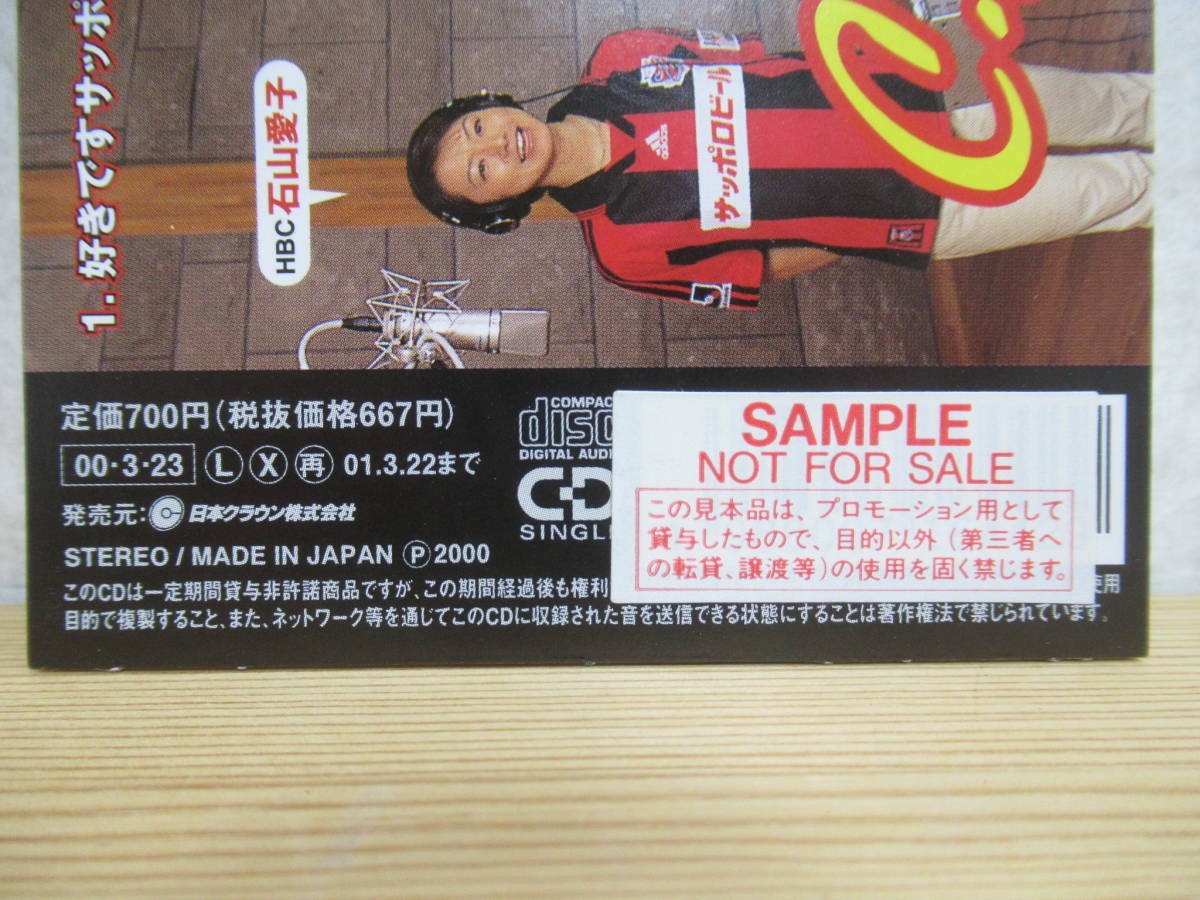 1. 好きですサッポ
HBC石山愛子
adidas
サッポロビール
C
定価700円(税抜価格667円)
00・3・23 Ⓛ Ⓧ ㊢ 01.3.22まで
発売元: 日本クラウン株式会社
STEREO / MADE IN JAPAN Ⓟ 2000
このCDは一定期間貸与非許諾商品ですが、この期間経過後も権利
使用
目的で複製すること、また、ネットワーク等を通じてこのCDに収録された音を送信できる状態にすることは著作権法で禁じられています。
COMPAC
disc
DIGITAL AUDI
CD
SINGLE
SAMPLE
NOT FOR SALE
この見本品は、プロモーション用として
貸与したもので、目的以外(第三者へ
の転貸、譲渡等)の使用を固く禁じます。